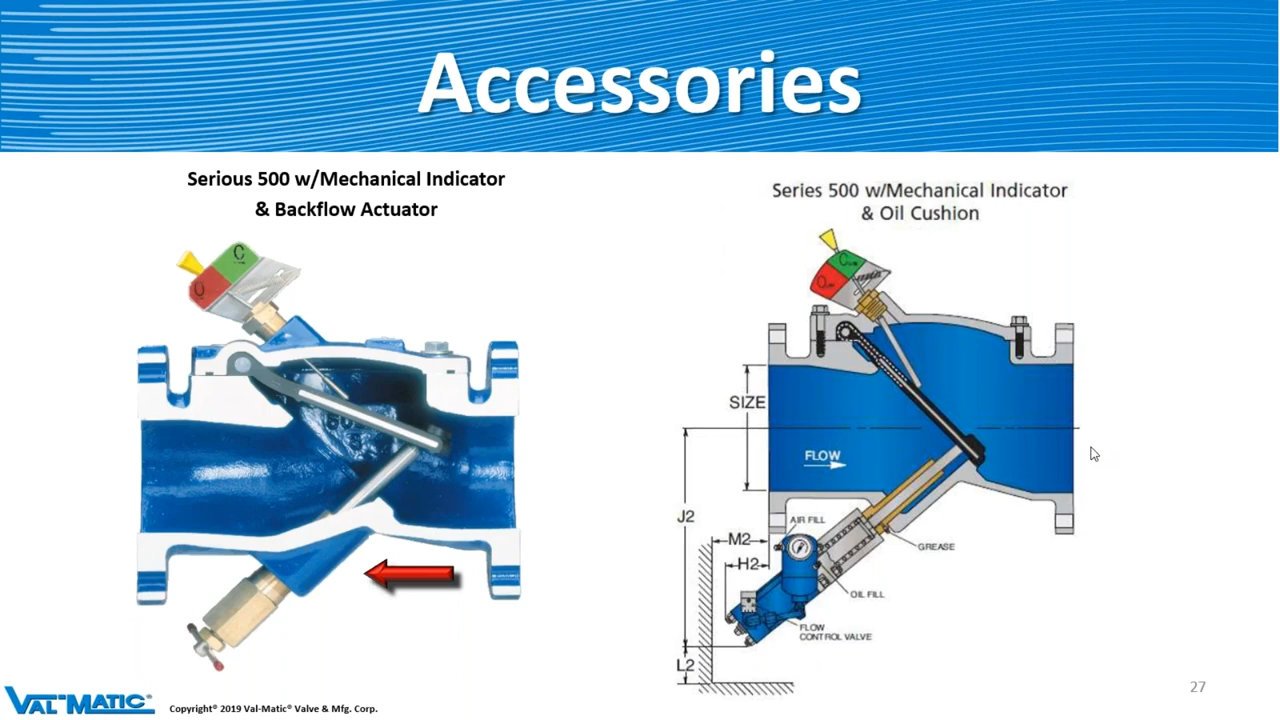 Accessories
Serious 500 w/Mechanical Indicator
& Backflow Actuator
Series 500 w/Mechanical Indicator
& Oil Cushion
C
O
SIZE
FLOW
J2
AIR FILL
M2
GREASE
H2
OIL FILL
FLOW
CONTROL VALVE
L2
27
VAL-MATIC®
Copyright® 2019 Val-Matic® Valve & Mfg. Corp.